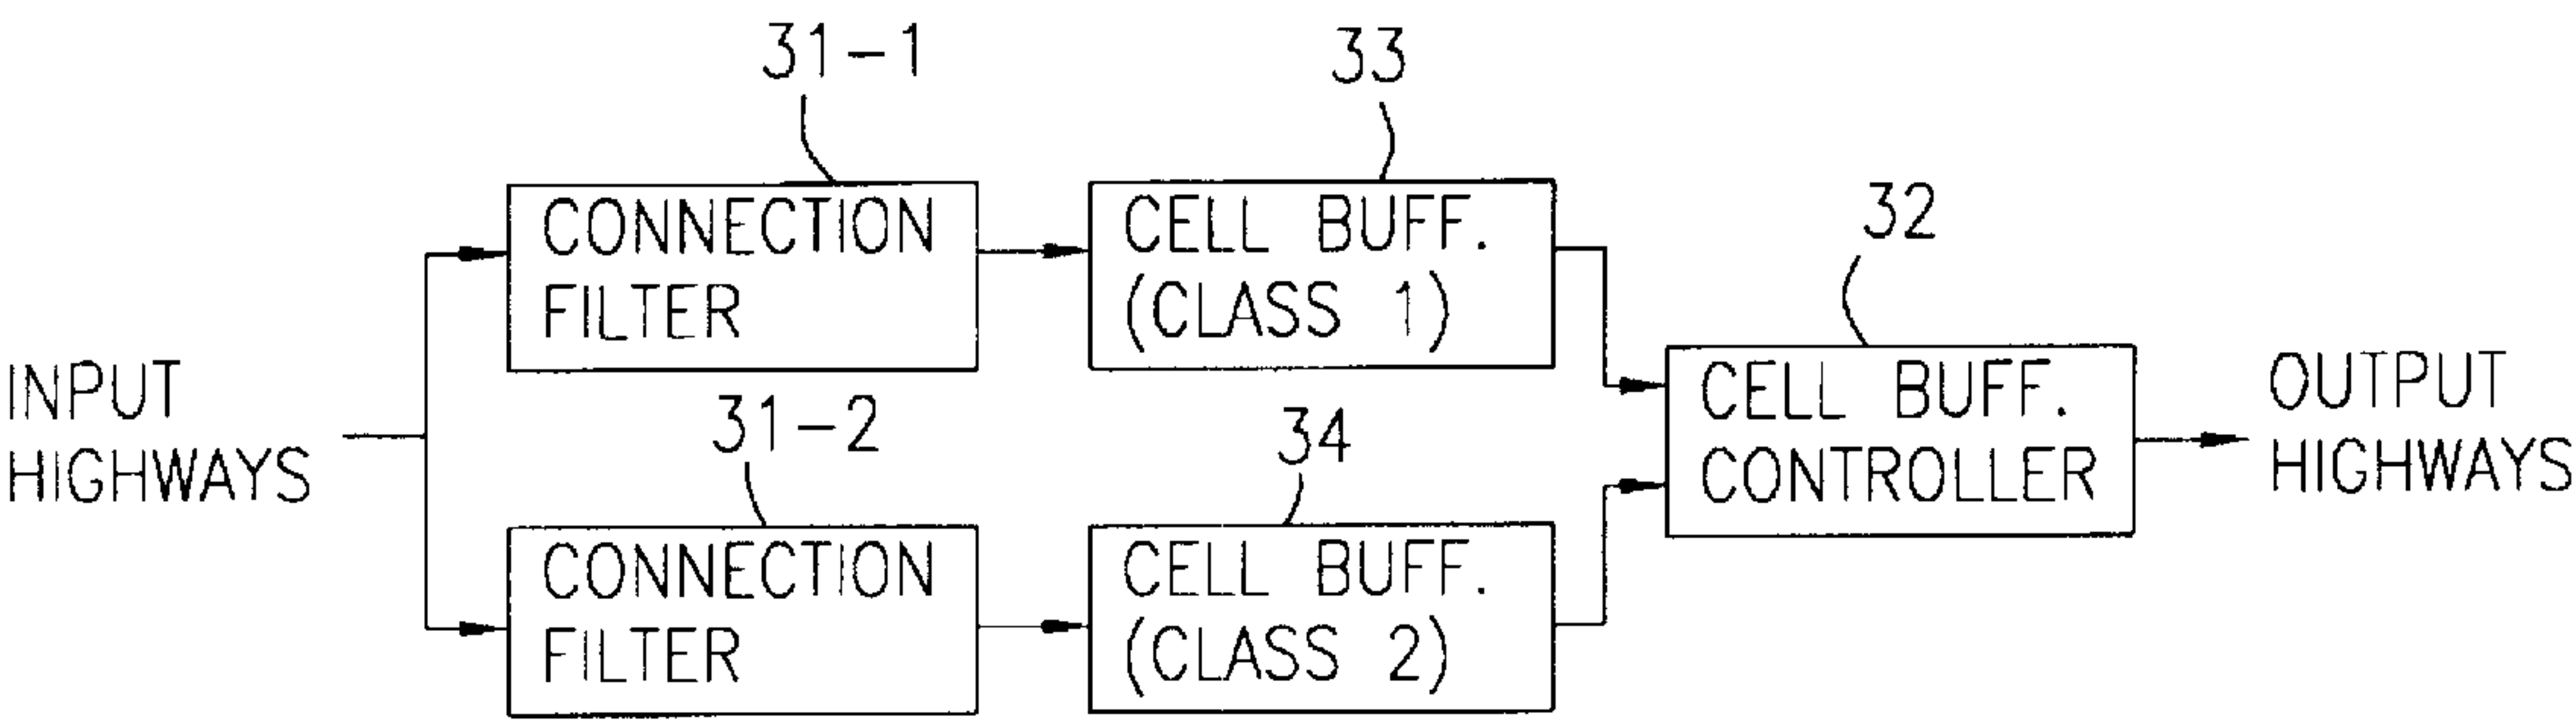 31-1
33
CONNECTION
FILTER
CELL BUFF.
(CLASS 1)
32
INPUT
HIGHWAYS
31-2
34
CELL BUFF.
CONTROLLER
OUTPUT
HIGHWAYS
CONNECTION
FILTER
CELL BUFF.
(CLASS 2)